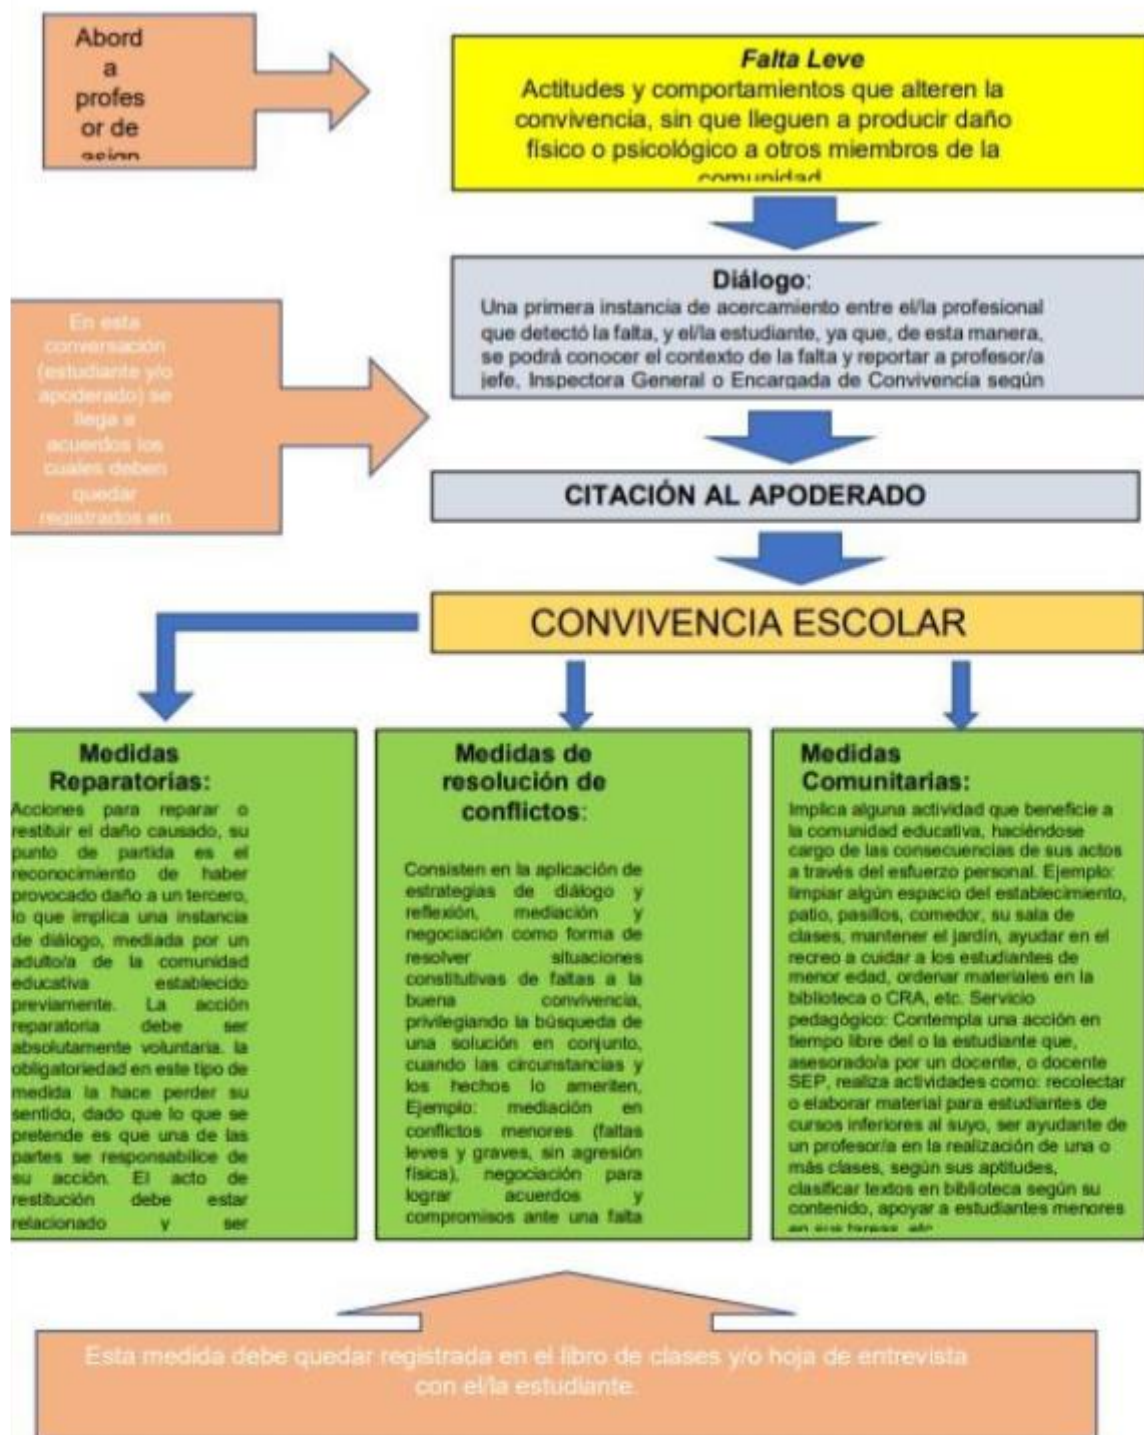 Abord
a
profes
or de
asign
Falta Leve
Actitudes y comportamientos que alteren la
convivencia, sin que lleguen a producir daño
físico o psicológico a otros miembros de la
comunidad
Diálogo:
Una primera instancia de acercamiento entre el/la profesional
que detectó la falta, y el/la estudiante, ya que, de esta manera,
se podrá conocer el contexto de la falta y reportar a profesor/a
jefe, Inspectora General o Encargada de Convivencia según
En esta
conversación
(estudiante y/o
apoderado) se
llega a
acuerdos los
cuales deben
quedar
registrados en
CITACIÓN AL APODERADO
CONVIVENCIA ESCOLAR
Medidas
Reparatorias:
Acciones para reparar o
restituir el daño causado, su
punto de partida es el
reconocimiento de haber
provocado daño a un tercero,
lo que implica una instancia
de diálogo, mediada por un
adulto/a de la comunidad
educativa establecido
previamente. La acción
reparatoria debe ser
absolutamente voluntaria. la
obligatoriedad en este tipo de
medida la hace perder su
sentido, dado que lo que se
pretende es que una de las
partes se responsabilice de
su acción. El acto de
restitución debe estar
relacionado y ser
Medidas de
resolución de
conflictos:
Consisten en la aplicación de
estrategias de diálogo y
reflexión, mediación y
negociación como forma de
resolver situaciones
constitutivas de faltas a la
buena convivencia,
privilegiando la búsqueda de
una solución en conjunto,
cuando las circunstancias y
los hechos lo ameriten,
Ejemplo: mediación en
conflictos menores (faltas
leves y graves, sin agresión
física), negociación para
lograr acuerdos y
compromisos ante una falta
Medidas
Comunitarias:
Implica alguna actividad que beneficie a
la comunidad educativa, haciéndose
cargo de las consecuencias de sus actos
a través del esfuerzo personal. Ejemplo:
limpiar algún espacio del establecimiento,
patio, pasillos, comedor, su sala de
clases, mantener el jardín, ayudar en el
recreo a cuidar a los estudiantes de
menor edad, ordenar materiales en la
biblioteca o CRA, etc. Servicio
pedagógico: Contempla una acción en
tiempo libre del o la estudiante que,
asesorado/a por un docente, o docente
SEP, realiza actividades como: recolectar
o elaborar material para estudiantes de
cursos inferiores al suyo, ser ayudante de
un profesor/a en la realización de una o
más clases, según sus aptitudes,
clasificar textos en biblioteca según su
contenido, apoyar a estudiantes menores
en sus tareas, etc
Esta medida debe quedar registrada en el libro de clases y/o hoja de entrevista
con el/la estudiante.